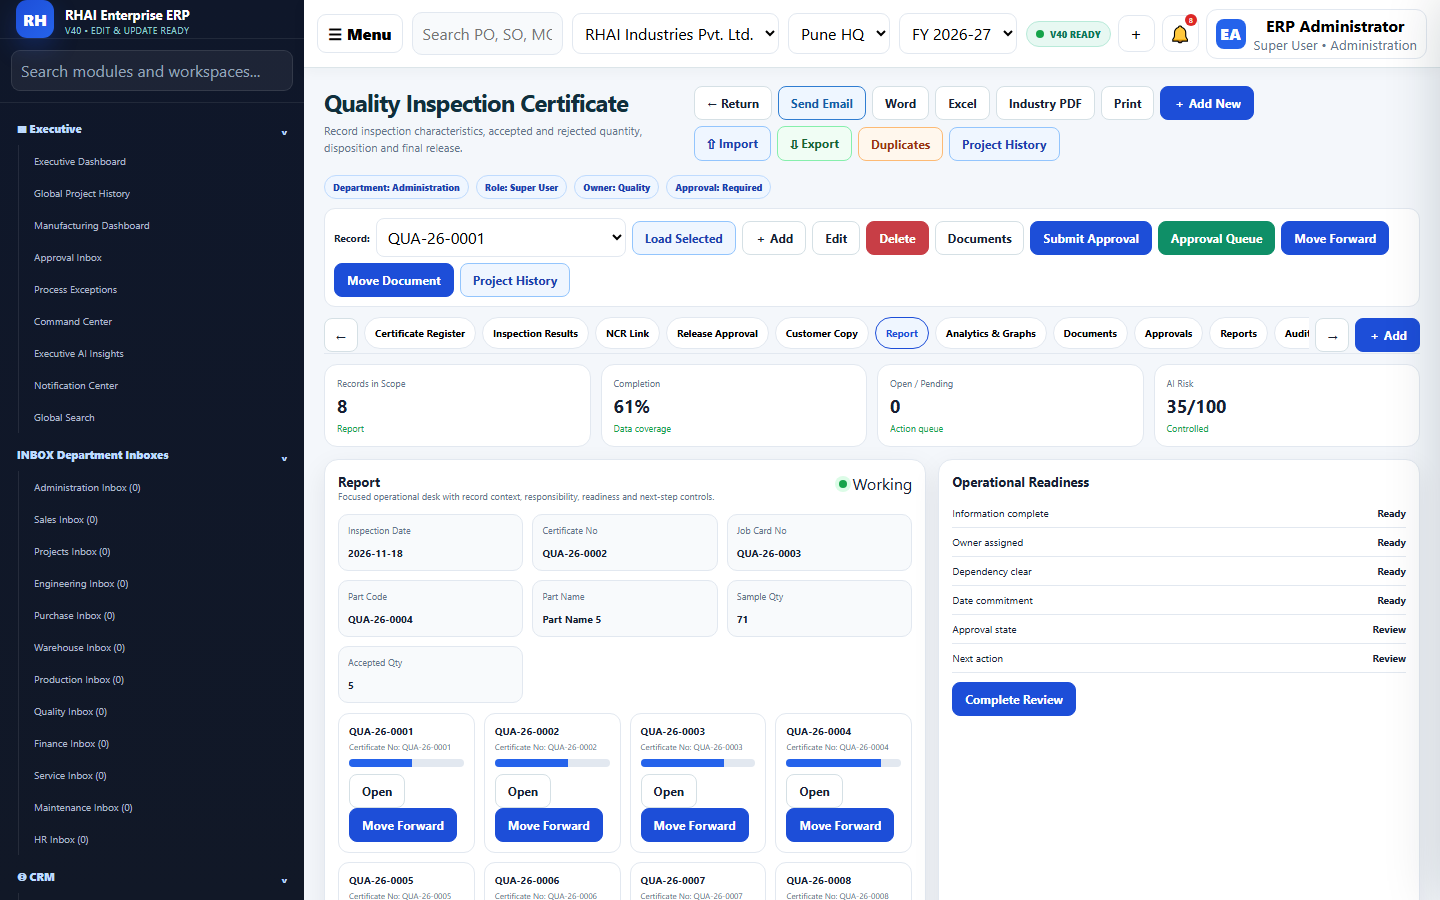 RH
RHAI Enterprise ERP
V40 • EDIT & UPDATE READY
Search modules and workspaces...
Executive
Executive Dashboard
Global Project History
Manufacturing Dashboard
Approval Inbox
Process Exceptions
Command Center
Executive AI Insights
Notification Center
Global Search
INBOX Department Inboxes
Administration Inbox (0)
Sales Inbox (0)
Projects Inbox (0)
Engineering Inbox (0)
Purchase Inbox (0)
Warehouse Inbox (0)
Production Inbox (0)
Quality Inbox (0)
Finance Inbox (0)
Service Inbox (0)
Maintenance Inbox (0)
HR Inbox (0)
CRM
☰ Menu
Search PO, SO, MC
RHAI Industries Pvt. Ltd.
Pune HQ
FY 2026-27
V40 READY
+
8
EA
ERP Administrator
Super User • Administration
Quality Inspection Certificate
Record inspection characteristics, accepted and rejected quantity,
disposition and final release.
← Return
Send Email
Word
Excel
Industry PDF
Print
+ Add New
⇧ Import
⇩ Export
Duplicates
Project History
Department: Administration
Role: Super User
Owner: Quality
Approval: Required
Record:
QUA-26-0001
Load Selected
+ Add
Edit
Delete
Documents
Submit Approval
Approval Queue
Move Forward
Move Document
Project History
←
Certificate Register
Inspection Results
NCR Link
Release Approval
Customer Copy
Report
Analytics & Graphs
Documents
Approvals
Reports
Audit
→
+ Add
Records in Scope
8
Report
Completion
61%
Data coverage
Open / Pending
0
Action queue
AI Risk
35/100
Controlled
Report
Focused operational desk with record context, responsibility, readiness and next-step controls.
Working
Inspection Date
2026-11-18
Certificate No
QUA-26-0002
Job Card No
QUA-26-0003
Part Code
QUA-26-0004
Part Name
Part Name 5
Sample Qty
71
Accepted Qty
5
QUA-26-0001
Certificate No: QUA-26-0001
Open
Move Forward
QUA-26-0002
Certificate No: QUA-26-0002
Open
Move Forward
QUA-26-0003
Certificate No: QUA-26-0003
Open
Move Forward
QUA-26-0004
Certificate No: QUA-26-0004
Open
Move Forward
QUA-26-0005
Certificate No: QUA-26-0005
QUA-26-0006
Certificate No: QUA-26-0006
QUA-26-0007
Certificate No: QUA-26-0007
QUA-26-0008
Certificate No: QUA-26-0008
Operational Readiness
Information complete Ready
Owner assigned Ready
Dependency clear Ready
Date commitment Ready
Approval state Review
Next action Review
Complete Review